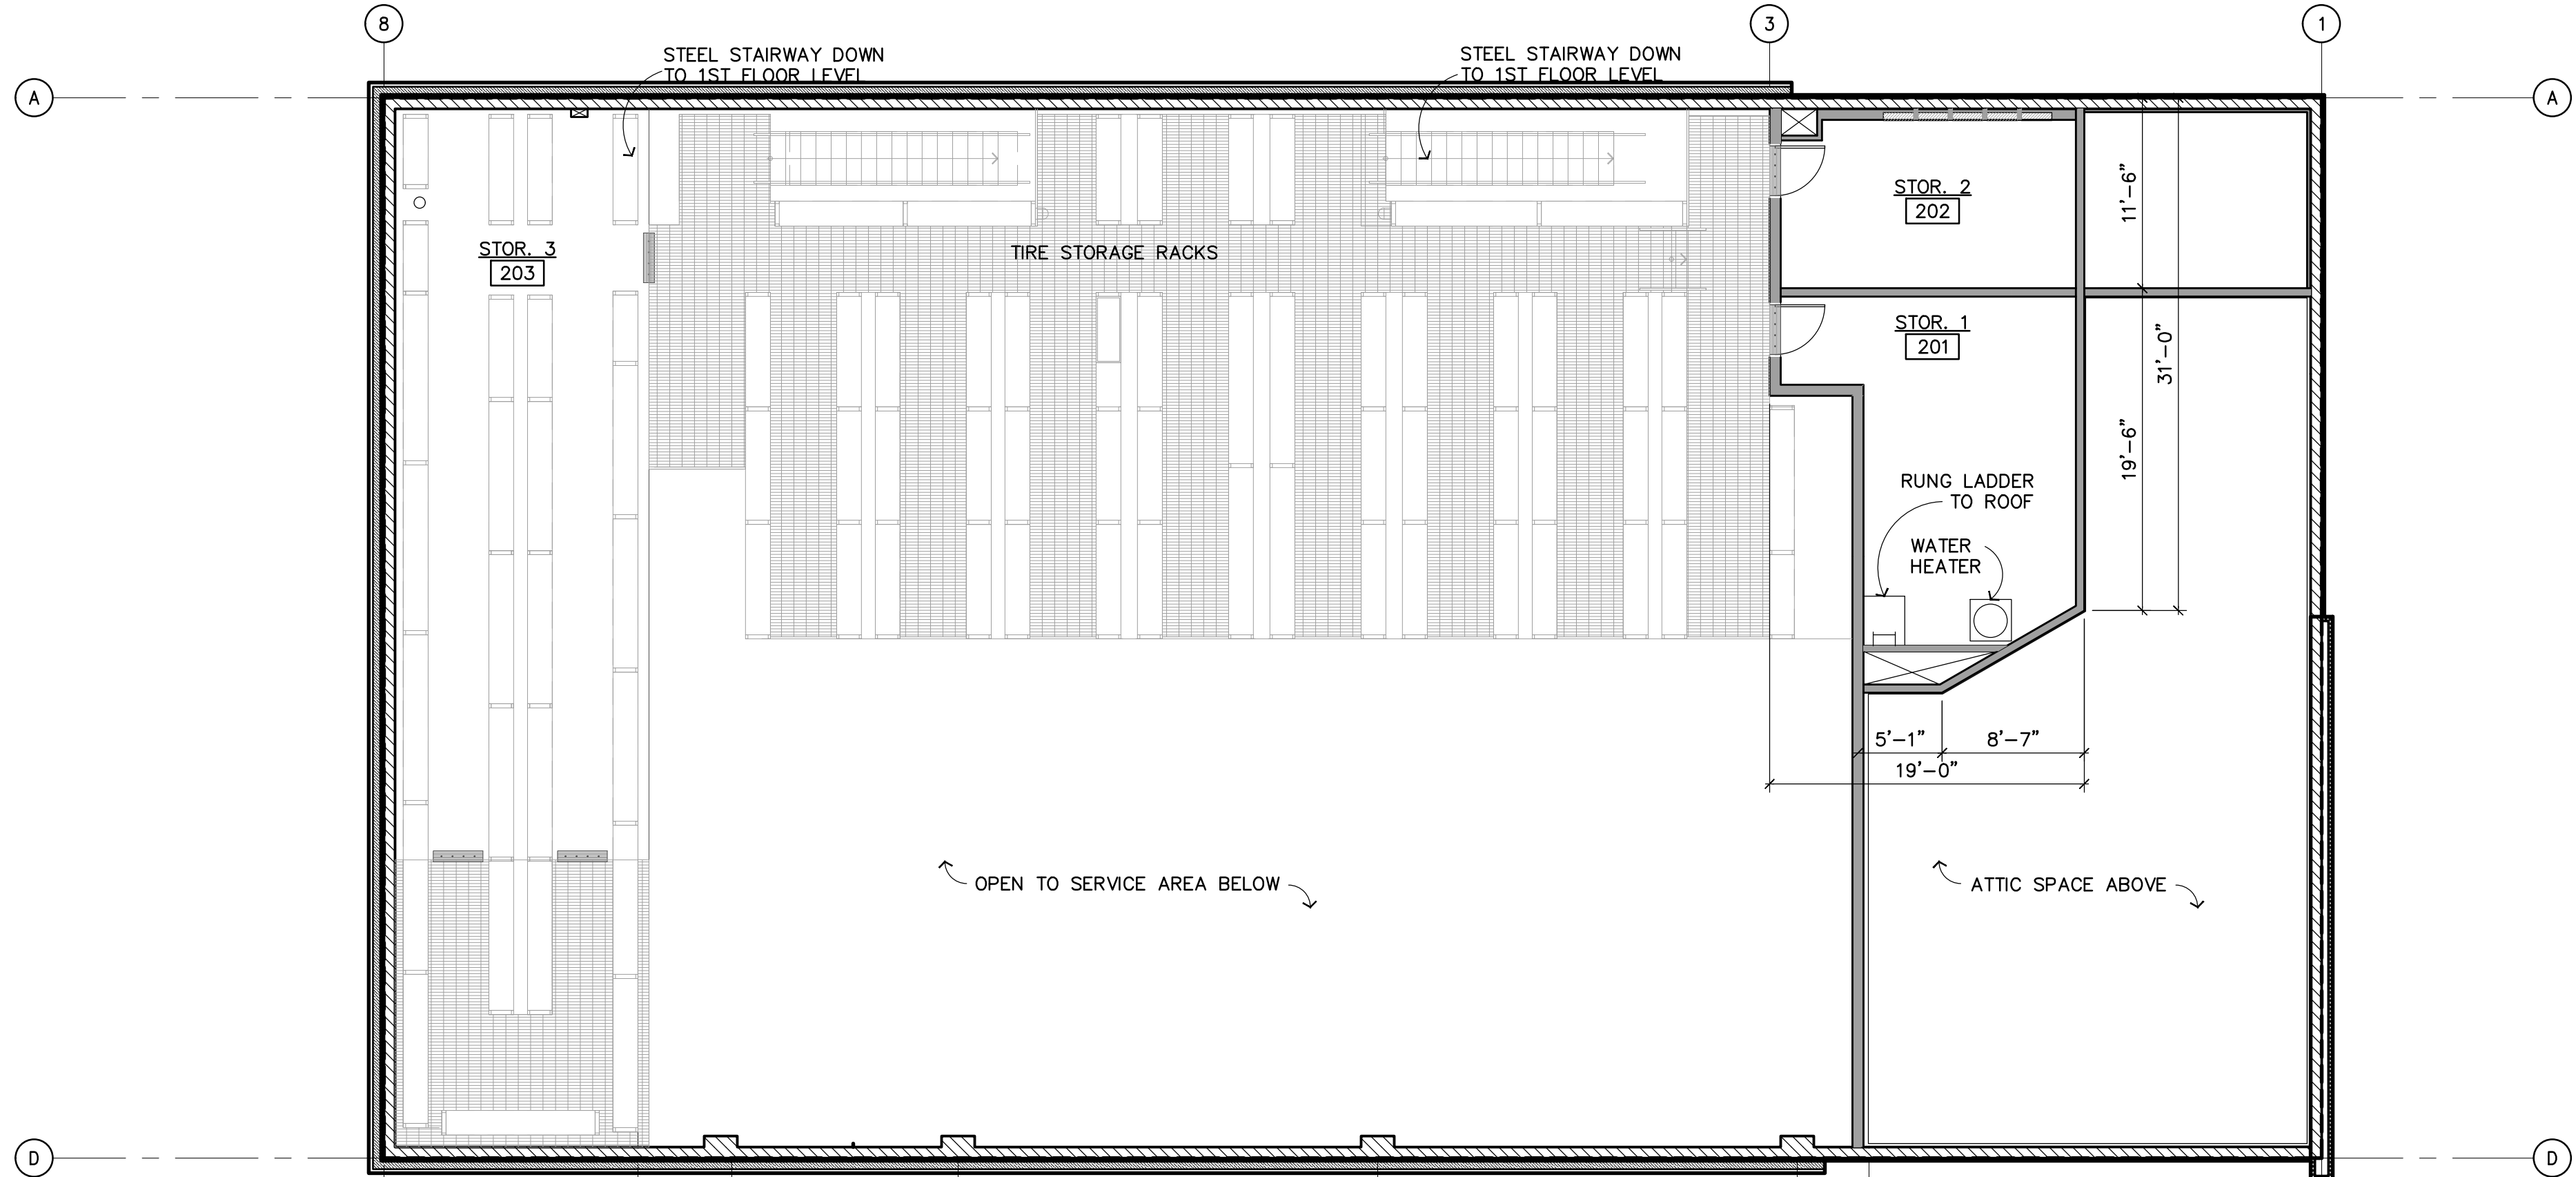 8
3
1
STEEL STAIRWAY DOWN
TO 1ST FLOOR LEVEL
STEEL STAIRWAY DOWN
TO 1ST FLOOR LEVEL
A
A
STOR. 2
202
11'-6"
STOR. 3
203
TIRE STORAGE RACKS
STOR. 1
201
31'-0"
19'-6"
RUNG LADDER
TO ROOF
WATER
HEATER
5'-1"
8'-7"
19'-0"
OPEN TO SERVICE AREA BELOW
ATTIC SPACE ABOVE
D
D